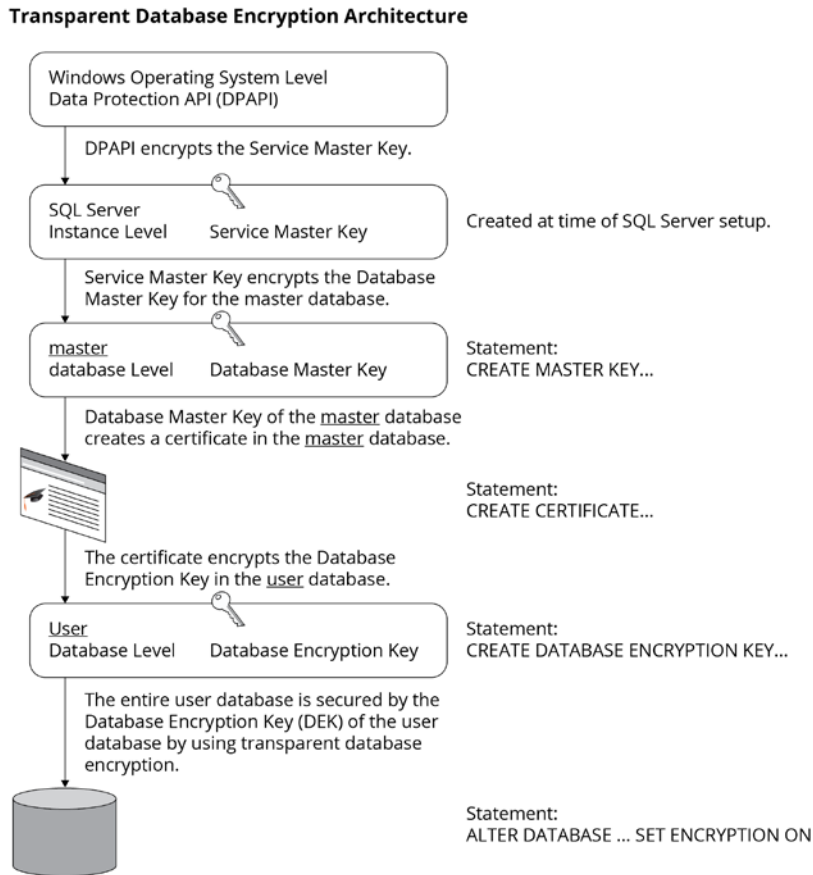 Transparent Database Encryption Architecture
Windows Operating System Level
Data Protection API (DPAPI)
DPAPI encrypts the Service Master Key.
SQL Server
Instance Level Service Master Key
Created at time of SQL Server setup.
Service Master Key encrypts the Database
Master Key for the master database.
master
database Level Database Master Key
Statement:
CREATE MASTER KEY...
Database Master Key of the master database
creates a certificate in the master database.
Statement:
CREATE CERTIFICATE...
The certificate encrypts the Database
Encryption Key in the user database.
User
Database Level Database Encryption Key
Statement:
CREATE DATABASE ENCRYPTION KEY...
The entire user database is secured by the
Database Encryption Key (DEK) of the user
database by using transparent database
encryption.
Statement:
ALTER DATABASE ... SET ENCRYPTION ON